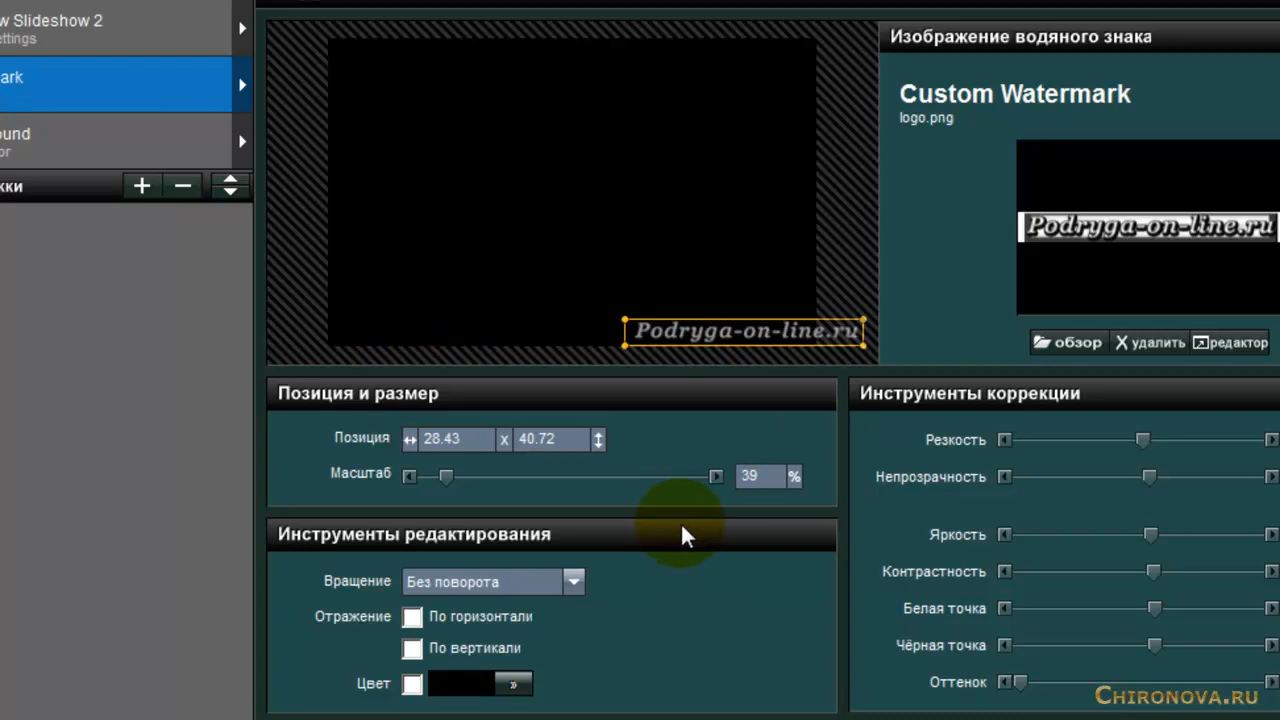 w Slideshow 2
ettings
ark
ound
or
жки
Изображение водяного знака
Custom Watermark
logo.png
Podryga-on-line.ru
Podryga-on-line.ru
обзор
удалить
редактор
Позиция и размер
Позиция 28.43 x 40.72
Масштаб 39 %
Инструменты редактирования
Вращение Без поворота
Отражение По горизонтали
По вертикали
Цвет »
Инструменты коррекции
Резкость
Непрозрачность
Яркость
Контрастность
Белая точка
Чёрная точка
Оттенок
CHIRONOVA.RU